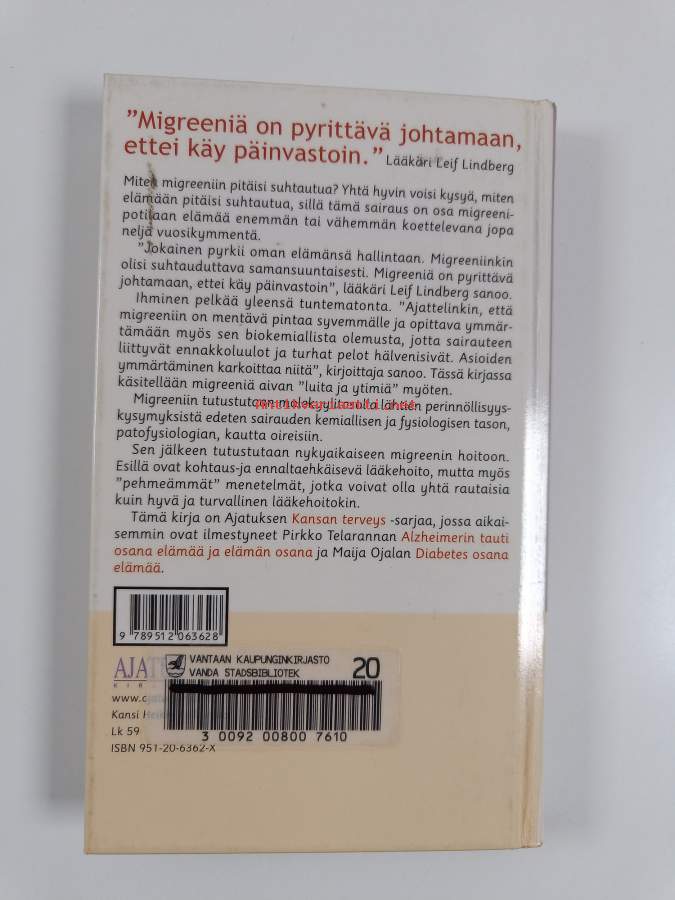 ”Migreeniä on pyrittävä johtamaan,
ettei käy päinvastoin.” Lääkäri Leif Lindberg
Miten migreeniin pitäisi suhtautua? Yhtä hyvin voisi kysyä, miten
elämään pitäisi suhtautua, sillä tämä sairaus on osa migreeni-
potilaan elämää enemmän tai vähemmän koettelevana jopa
neljä vuosikymmentä.
”Jokainen pyrkii oman elämänsä hallintaan. Migreeniinkin
olisi suhtauduttava samansuuntaisesti. Migreeniä on pyrittävä
johtamaan, ettei käy päinvastoin”, lääkäri Leif Lindberg sanoo.
Ihminen pelkää yleensä tuntematonta. ”Ajattelinkin, että
migreeniin on mentävä pintaa syvemmälle ja opittava ymmär-
tämään myös sen biokemiallista olemusta, jotta sairauteen
liittyvät ennakkoluulot ja turhat pelot hälvenisivät. Asioiden
ymmärtäminen karkoittaa niitä”, kirjoittaja sanoo. Tässä kirjassa
käsitellään migreeniä aivan ”luita ja ytimiä” myöten.
Migreeniin tutustutaan molekyylitasolta lähtien perinnöllisyys-
kysymyksistä edeten sairauden kemiallisen ja fysiologisen tason,
patofysiologian, kautta oireisiin.
Sen jälkeen tutustutaan nykyaikaiseen migreenin hoitoon.
Esillä ovat kohtaus-ja ennaltaehkäisevä lääkehoito, mutta myös
”pehmeämmät” menetelmät, jotka voivat olla yhtä rautaisia
kuin hyvä ja turvallinen lääkehoitokin.
Tämä kirja on Ajatuksen Kansan terveys -sarjaa, jossa aikai-
semmin ovat ilmestyneet Pirkko Telarannan Alzheimerin tauti
osana elämää ja elämän osana ja Maija Ojalan Diabetes osana
elämää.
9 789512 063628
VANTAAN KAUPUNGINKIRJASTO
VANDA STADSBIBLIOTEK
20
3 0092 00800 7610
Kansi
Lk 59
ISBN 951-20-6362-X